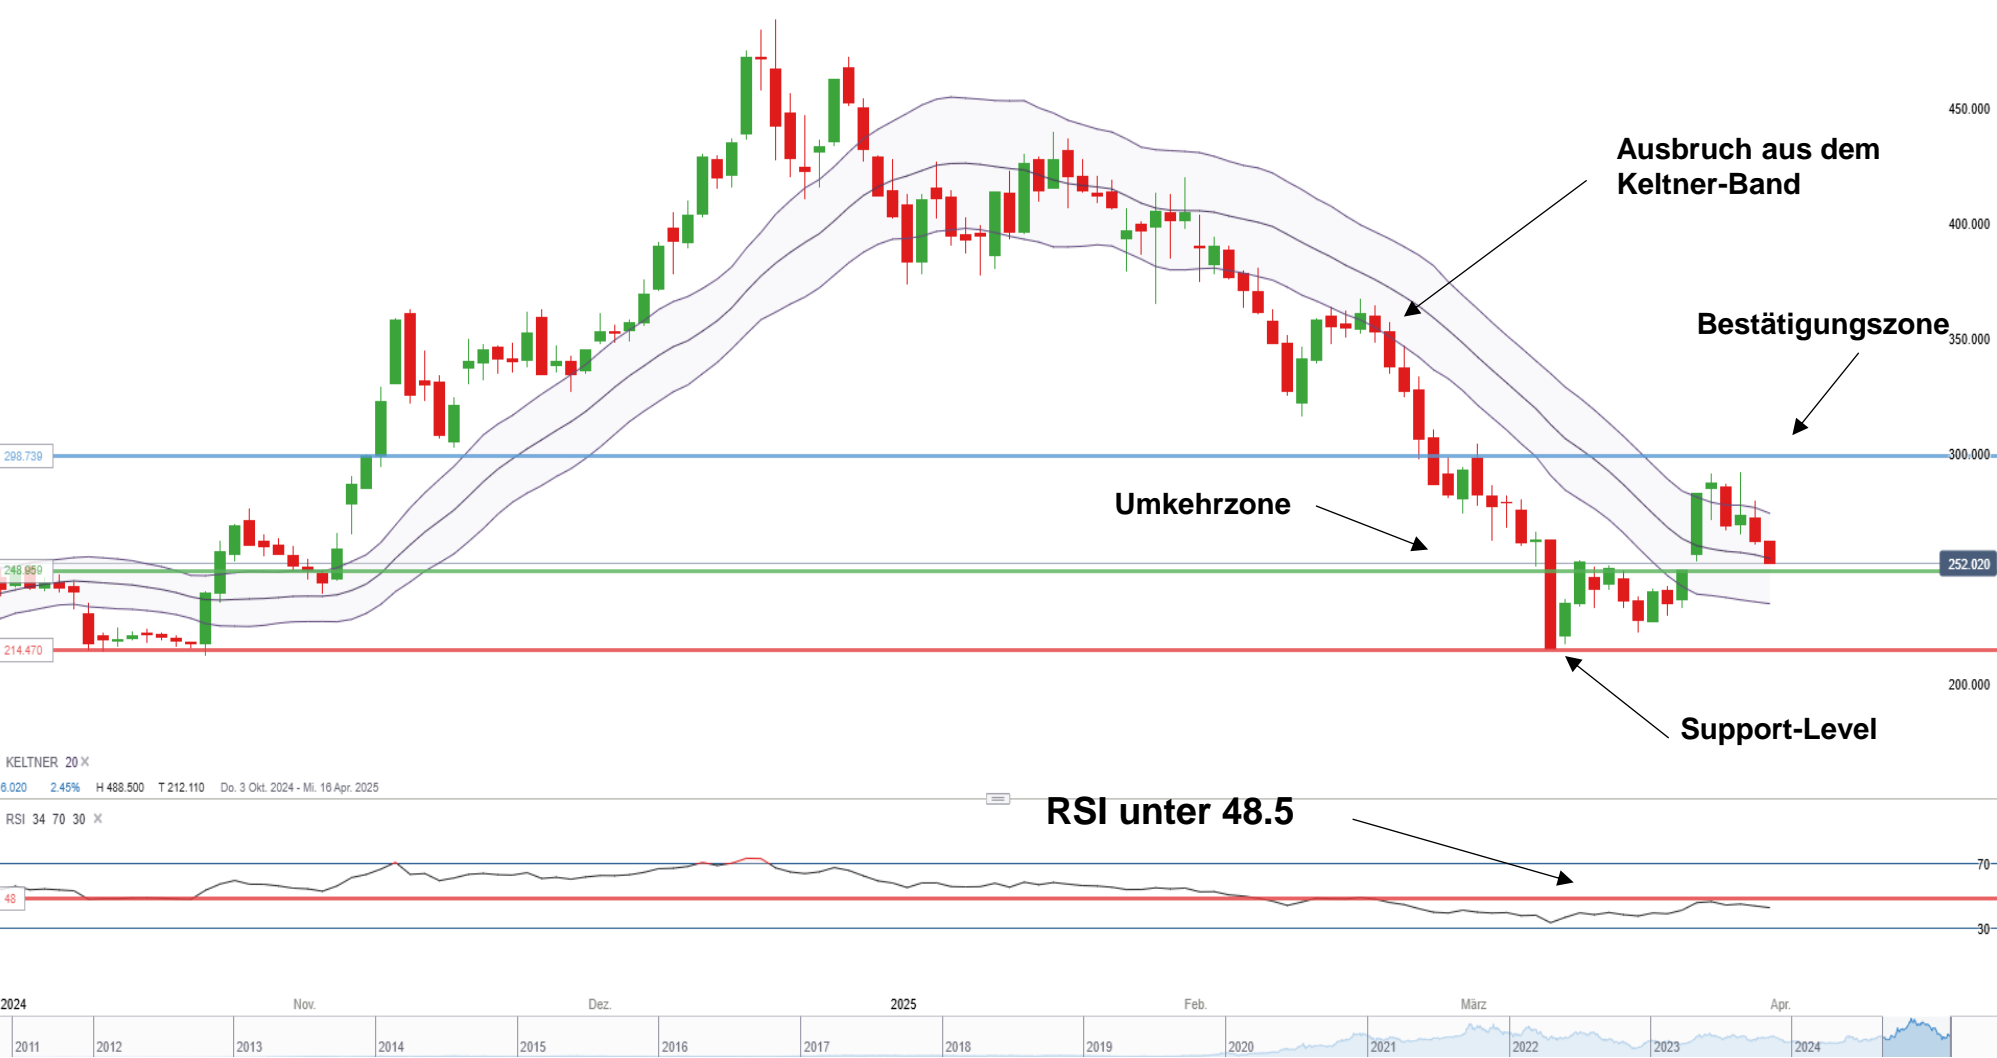 450.000
Ausbruch aus dem
Keltner-Band
400.000
Bestätigungszone
350.000
298.739
300.000
Umkehrzone
248.959
252.020
214.470
200.000
Support-Level
KELTNER 20 X
6.020 2.45% H 488.500 T 212.110 Do. 3 Okt. 2024 - Mi. 16 Apr. 2025
RSI unter 48.5
RSI 34 70 30 X
70
48
30
2024 Nov. Dez. 2025 Feb. März Apr.
2011 2012 2013 2014 2015 2016 2017 2018 2019 2020 2021 2022 2023 2024